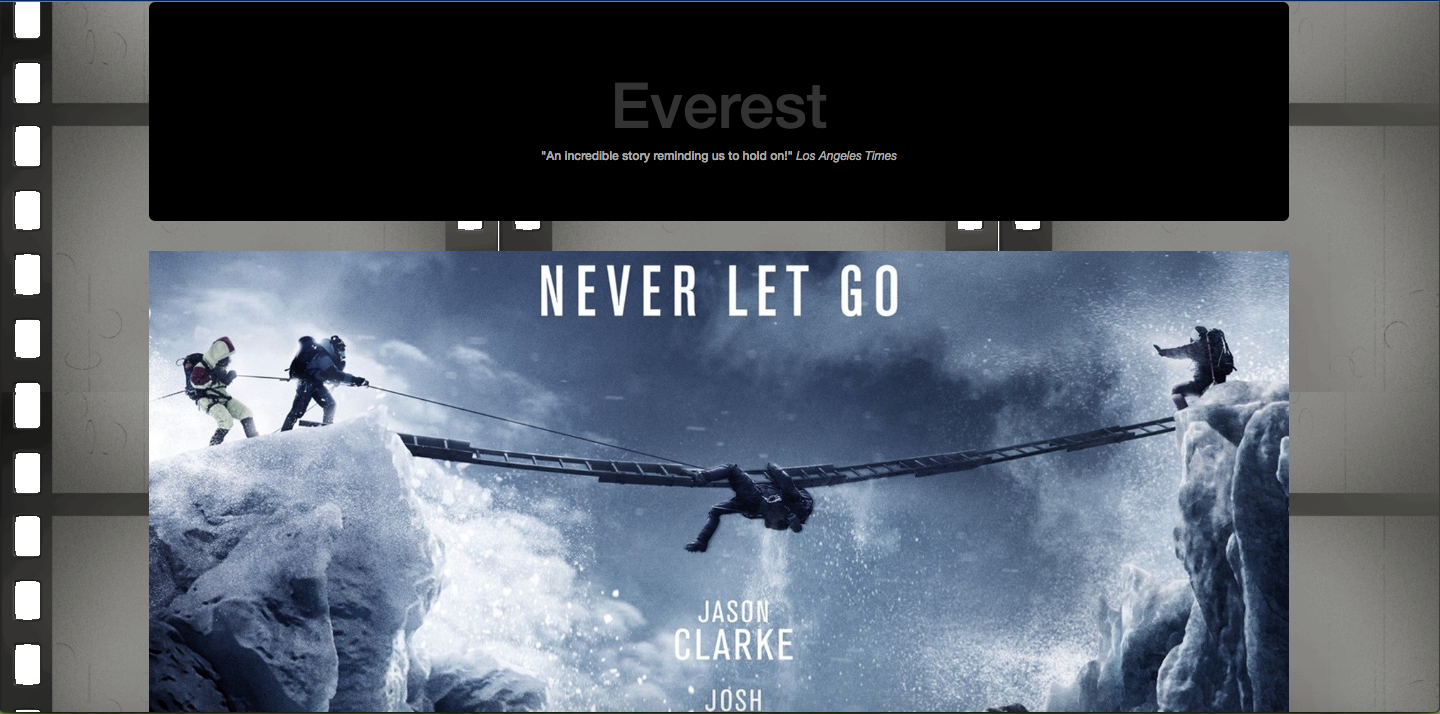 Everest
"An incredible story reminding us to hold on!" Los Angeles Times
NEVER LET GO
JASON
CLARKE
JOSH